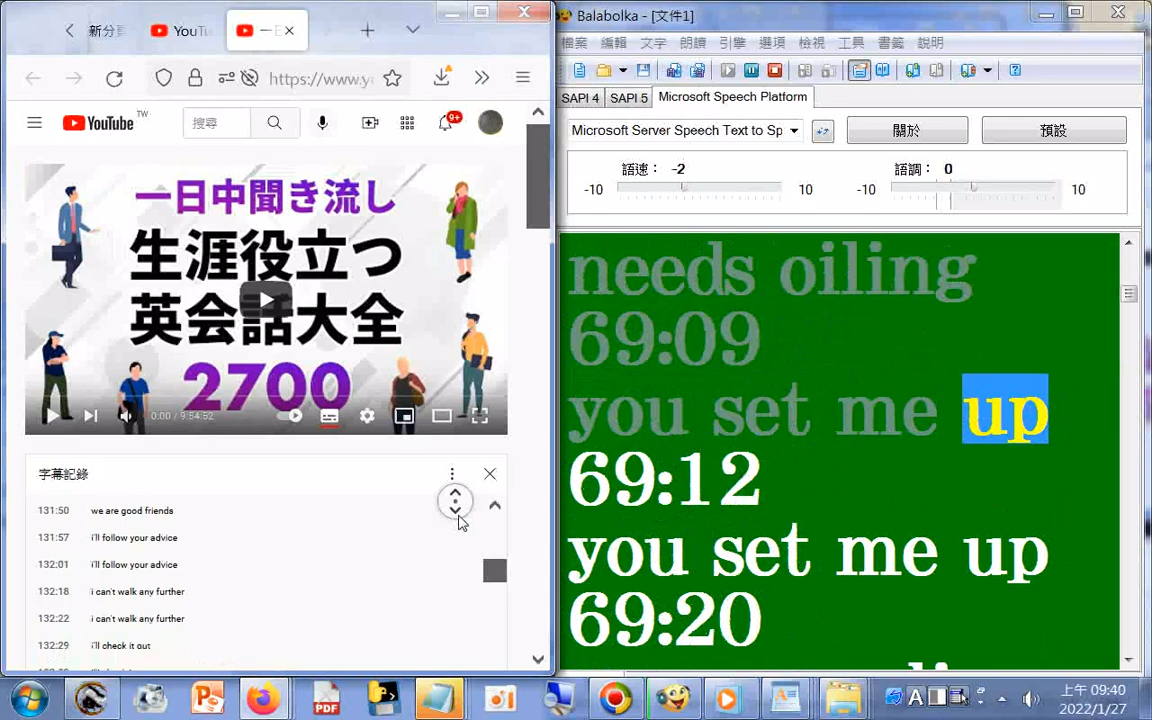 新分
YouTu
一 E
https://www.y
YouTube TW
搜尋
9+
一日中聞き流し
生涯役立つ
英会話大全
2700
0:00 / 9:54:52
字幕記錄
131:50 we are good friends
131:57 i'll follow your advice
132:01 i'll follow your advice
132:18 i can't walk any further
132:22 i can't walk any further
132:29 i'll check it out
Balabolka - [文件1]
檔案 編輯 文字 朗讀 引擎 選項 檢視 工具 書籤 說明
SAPI 4 SAPI 5 Microsoft Speech Platform
Microsoft Server Speech Text to Sp
關於
預設
語速： -2
語調： 0
-10 10 -10 10
needs oiling
69:09
you set me up
69:12
you set me up
69:20
PDF
A
上午 09:40
2022/1/27